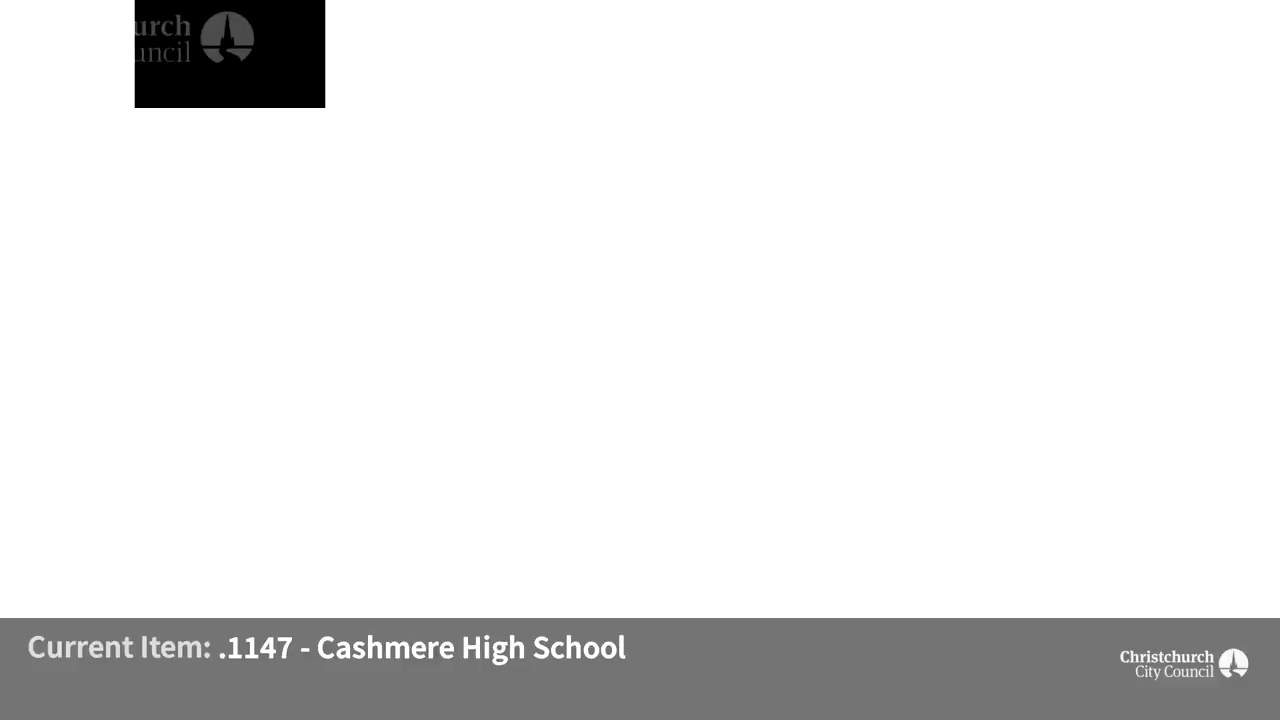 urch
uncil
Current Item: .1147 - Cashmere High School
Christchurch
City Council